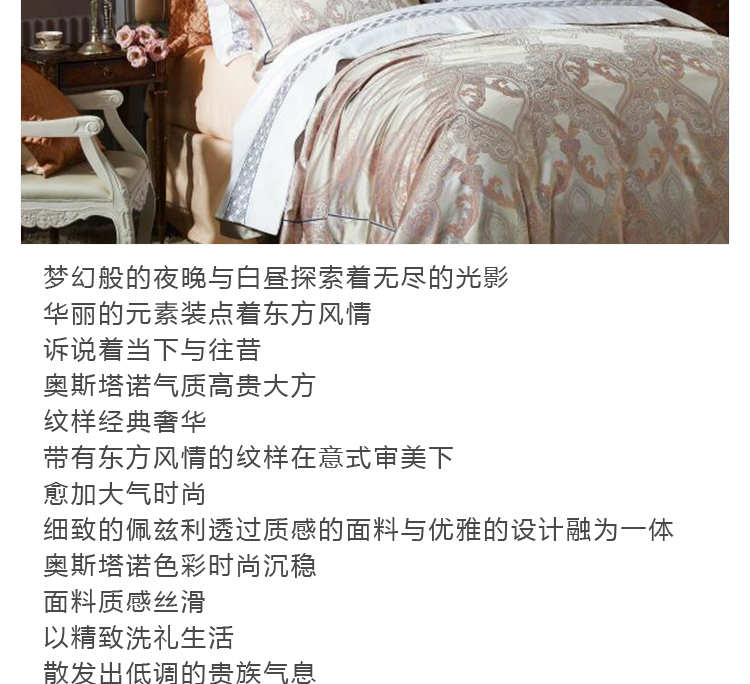 梦幻般的夜晚与白昼探索着无尽的光影
华丽的元素装点着东方风情
诉说着当下与往昔
奥斯塔诺气质高贵大方
纹样经典奢华
带有东方风情的纹样在意式审美下
愈加大气时尚
细致的佩兹利透过质感的面料与优雅的设计融为一体
奥斯塔诺色彩时尚沉稳
面料质感丝滑
以精致洗礼生活
散发出低调的贵族气息